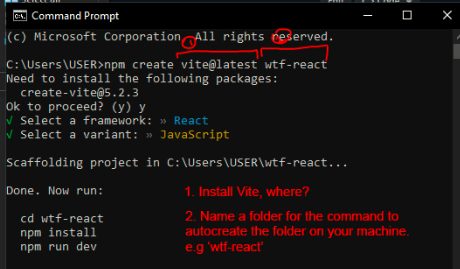 Command Prompt
(c) Microsoft Corporation. All rights reserved.
1 2
C:\Users\USER>npm create vite@latest wtf-react
Need to install the following packages:
create-vite@5.2.3
Ok to proceed? (y) y
√ Select a framework: » React
√ Select a variant: » JavaScript
Scaffolding project in C:\Users\USER\wtf-react...
Done. Now run:
1. Install Vite, where?
cd wtf-react
npm install
npm run dev
2. Name a folder for the command to
autocreate the folder on your machine.
e.g 'wtf-react'